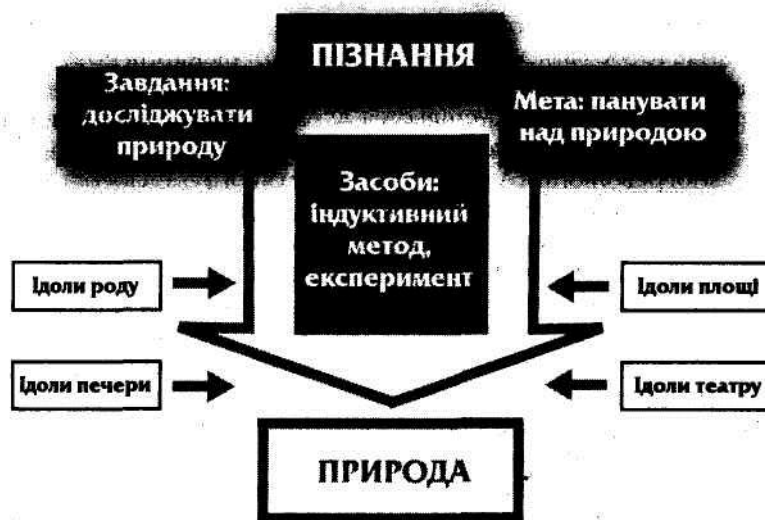 ПІЗНАННЯ
Завдання:
досліджувати
природу
Мета: панувати
над природою
Засоби:
індуктивний
метод,
експеримент
Ідоли роду
Ідоли площі
Ідоли печери
Ідоли театру
ПРИРОДА